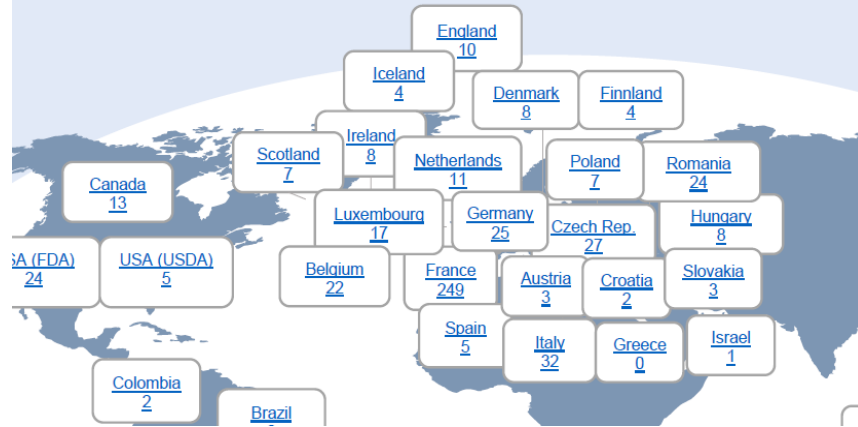 England
10
Iceland
4
Denmark
8
Finnland
4
Ireland
8
Scotland
7
Netherlands
11
Poland
7
Romania
24
Canada
13
Luxembourg
17
Germany
25
Czech Rep.
27
Hungary
8
SA (FDA)
24
USA (USDA)
5
Belgium
22
France
249
Austria
3
Croatia
2
Slovakia
3
Spain
5
Italy
32
Greece
0
Israel
1
Colombia
2
Brazil